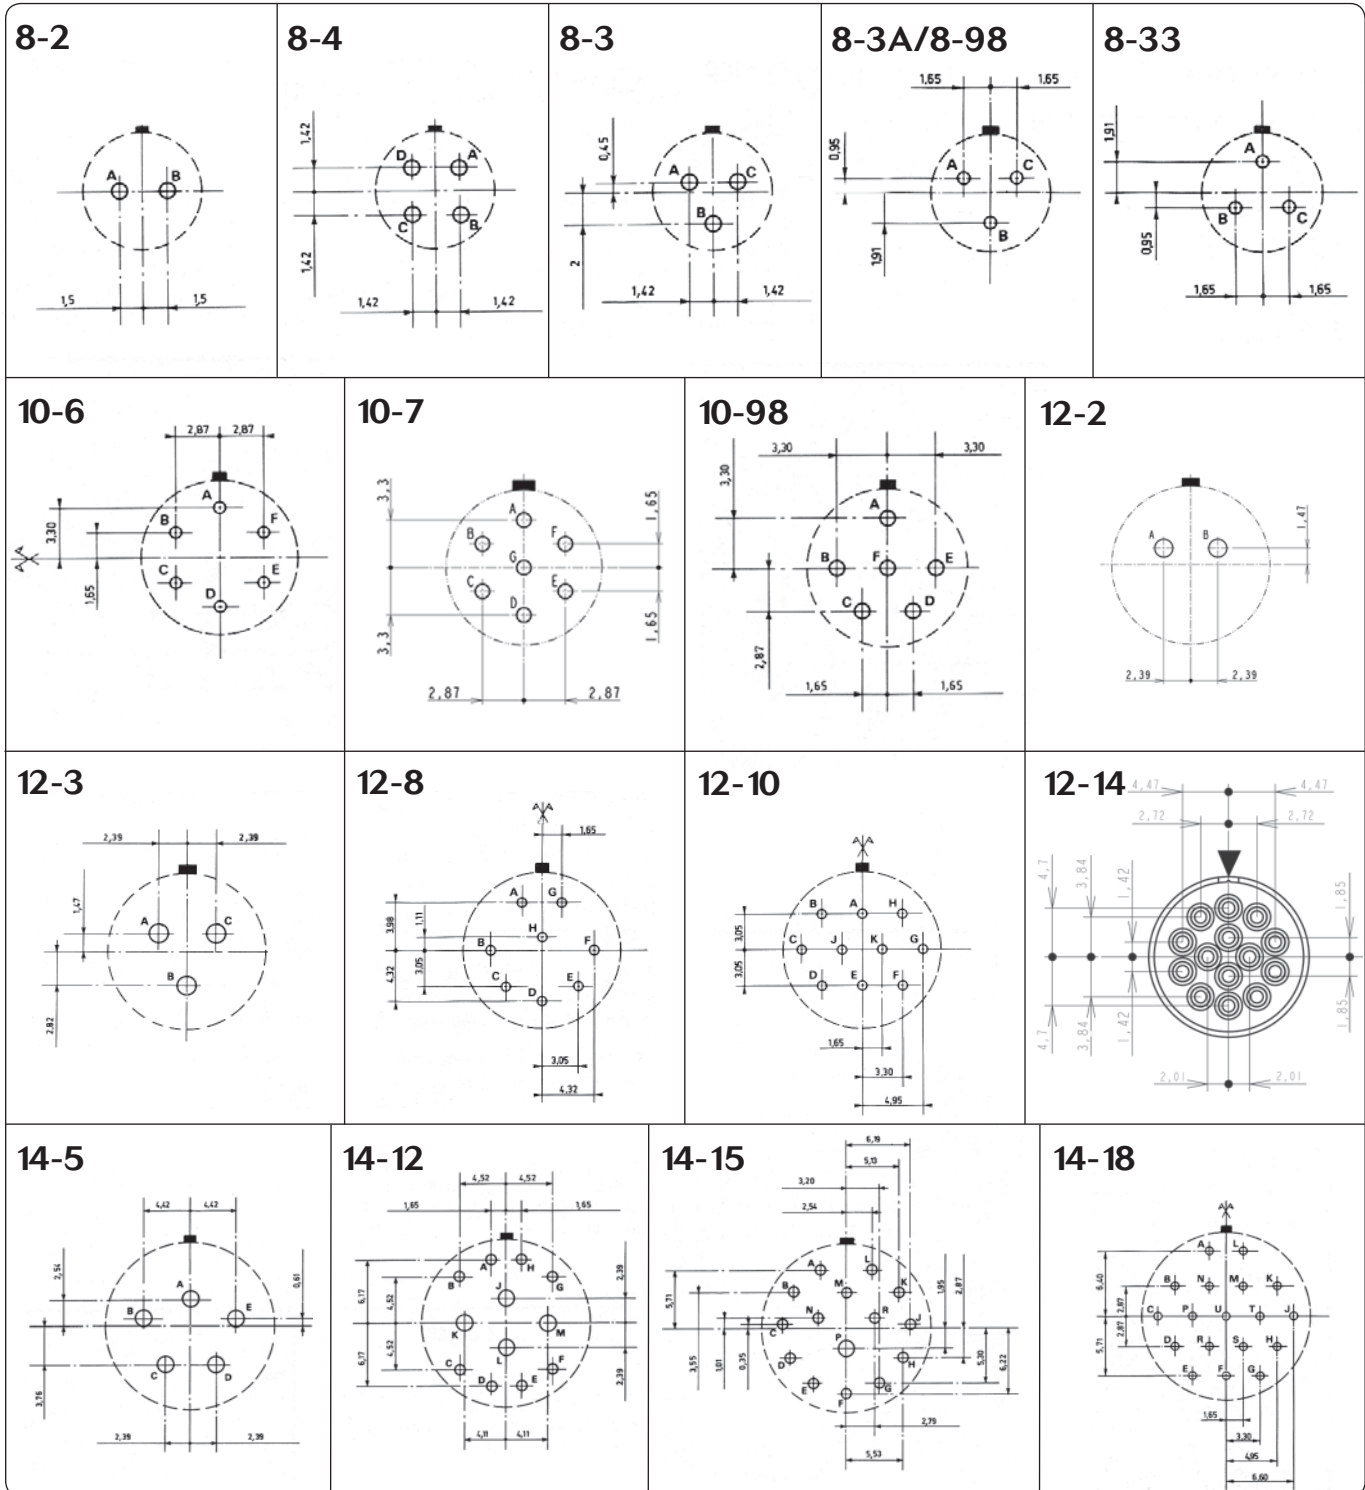 8-2
A B
1,5 1,5
8-4
1,42
D A
C B
1,42
1,42 1,42
8-3
0,45
A C
B
2
1,42 1,42
8-3A/8-98
1,65 1,65
0,95
A C
B
1,91
8-33
1,91
A
B C
0,95
1,65 1,65
10-6
2,87 2,87
A
B F
3,30
A
C E
1,65
D
10-7
3,3
A
1,65
B F
G
C E
D
3,3
1,65
2,87 2,87
10-98
3,30 3,30
3,30
A
B F E
C D
2,87
1,65 1,65
12-2
A B
1,47
2,39 2,39
12-3
2,39 2,39
1,47
A C
B
2,82
12-8
A A
1,65
A G
3,98 1,11
H
B F
4,32 3,05
C E
D
3,05
4,32
12-10
A A
B A H
3,05
C J K G
3,05
D E F
1,65
3,30
4,95
12-14
4,47 4,47
2,72 2,72
4,7 3,84 1,42 1,85
4,7 3,84 1,42 1,85
2,01 2,01
14-5
4,42 4,42
2,54 0,61
A
B E
C D
3,76
2,39 2,39
14-12
4,52 4,52
1,65 1,65
A H
B G
J
6,17 4,52 2,39
K M
L
6,17 4,52 2,39
C F
D E
4,11 4,11
14-15
6,19
5,13
3,20
2,54
A L
B M K
5,71 1,95 2,87
N R
C J
P
3,55 1,01 0,35
D H
5,30 6,22
E G
F
2,79
5,53
14-18
A A
A L
6,40
B N M K
2,87
C P U T J
2,87
5,71
D R S H
E F G
1,65
3,30
4,95
6,60